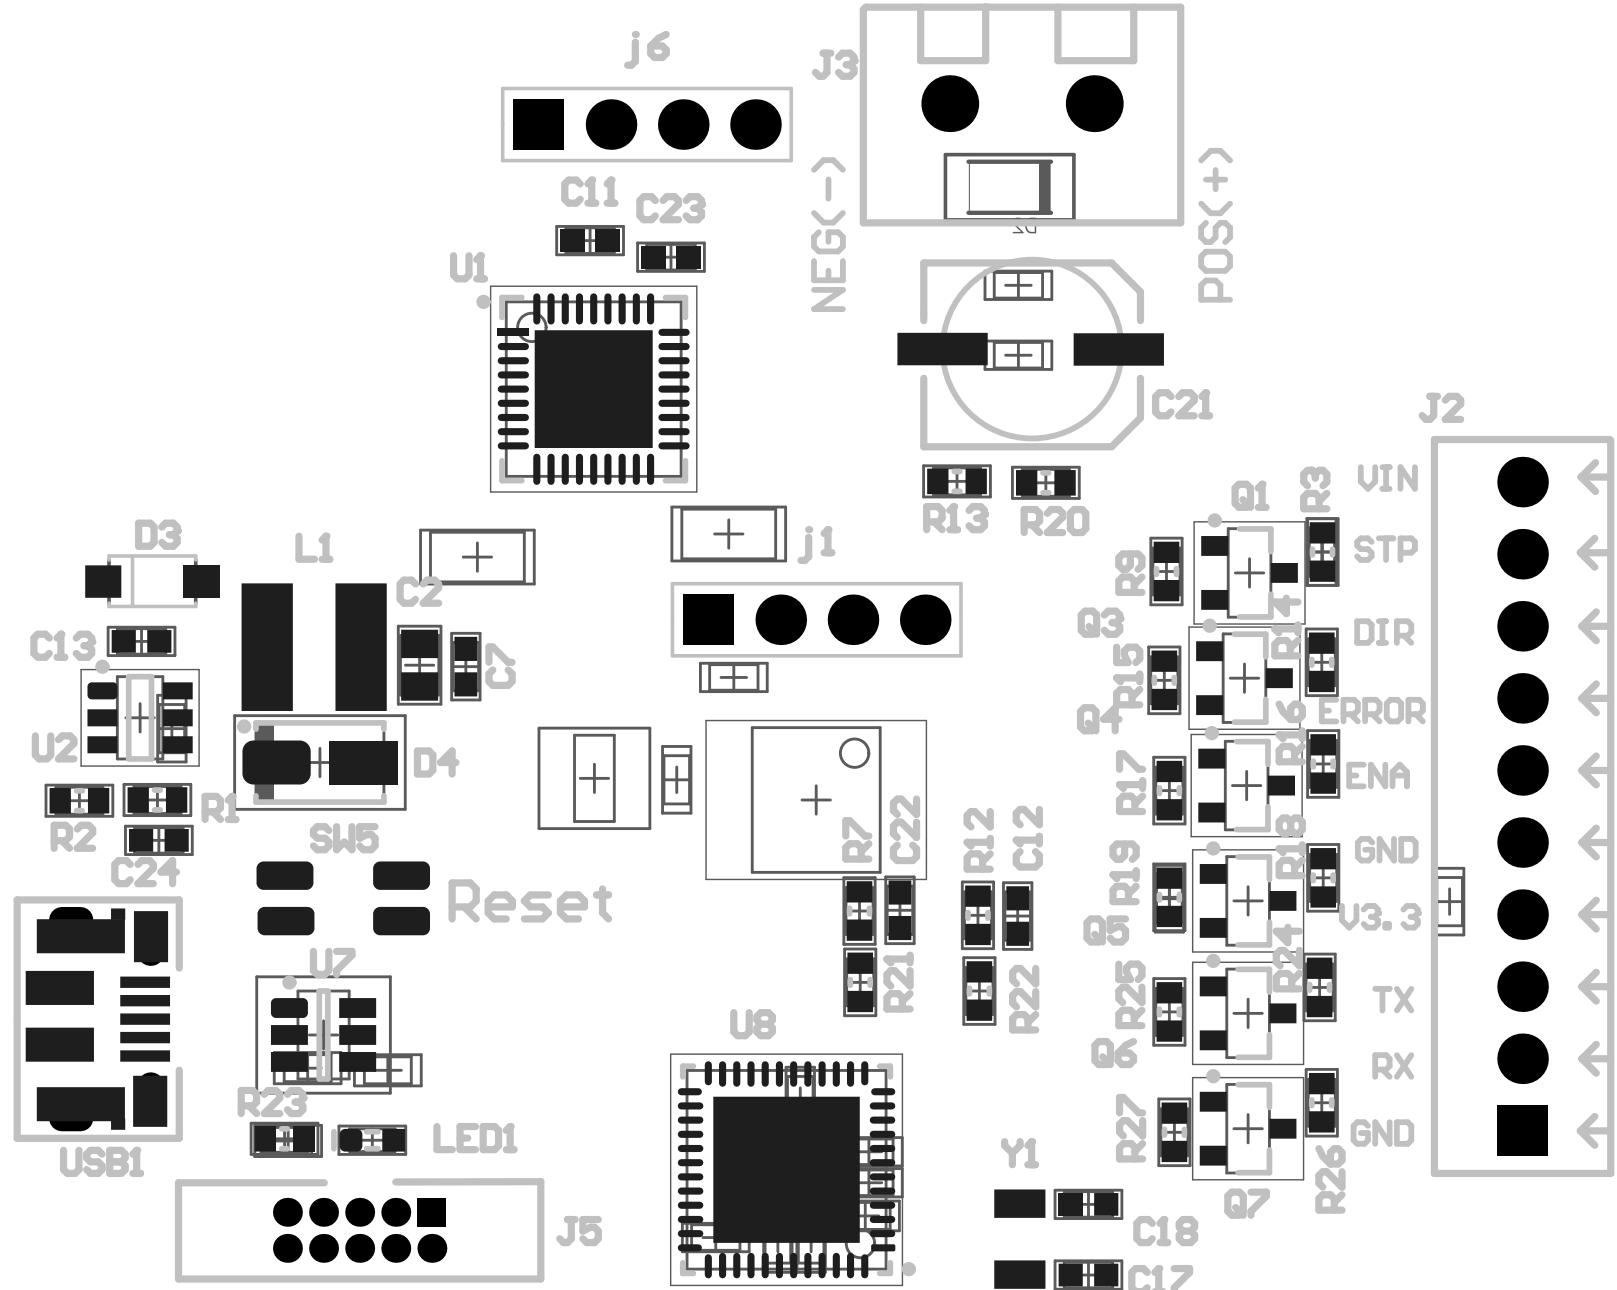 j6
J3
C11
C23
NEG(-)
POS(+)
U1
C21
J2
R13
R20
Q1
R3
VIN
D3
L1
j1
STP
R9
C2
R14
Q3
DIR
C13
C7
R15
Q4
R16
ERROR
U2
D4
R17
ENA
R1
R2
SW5
R7
C22
R12
C12
R18
GND
C24
R19
Reset
Q5
V3.3
U7
R21
R22
R24
R25
TX
U8
Q6
RX
R23
LED1
Y1
R27
GND
USB1
R26
Q7
J5
C18
C17